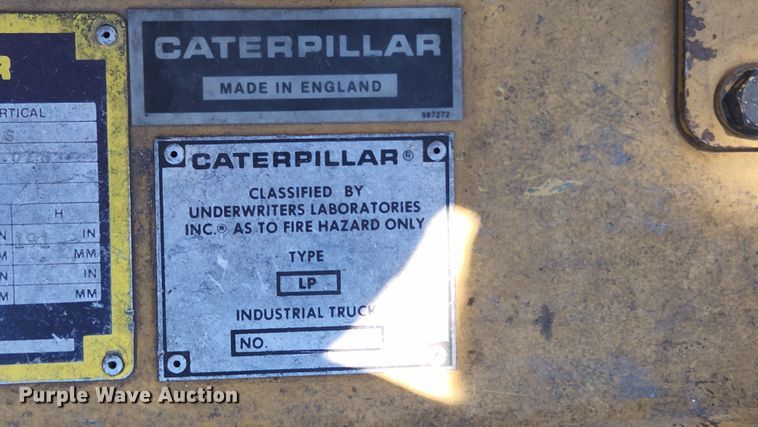 CATERPILLAR
MADE IN ENGLAND
987272
CATERPILLAR®
CLASSIFIED BY
UNDERWRITERS LABORATORIES
INC.® AS TO FIRE HAZARD ONLY
TYPE
LP
INDUSTRIAL TRUCK
NO.
R
RTICAL
S
H
191
IN
MM
IN
M
MM
Purple Wave Auction